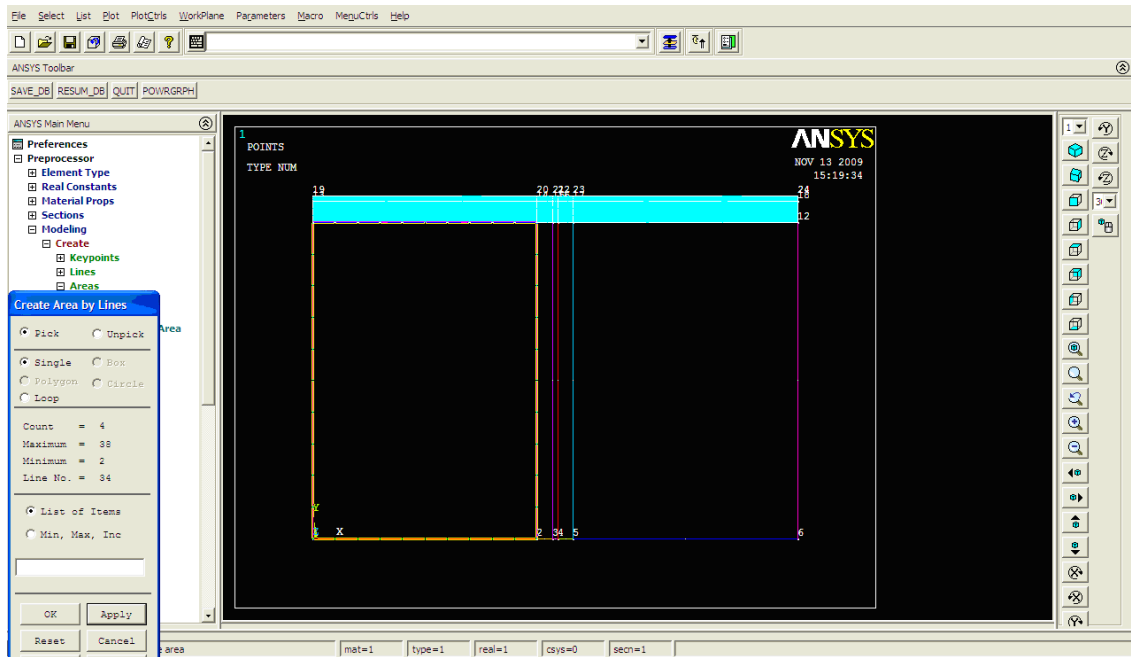 File Select List Plot PlotCtrls WorkPlane Parameters Macro MenuCtrls Help
ANSYS Toolbar
SAVE_DB RESUM_DB QUIT POWRGRPH
ANSYS Main Menu
Preferences
Preprocessor
Element Type
Real Constants
Material Props
Sections
Modeling
Create
Keypoints
Lines
Areas
Area
Create Area by Lines
Pick Unpick
Single Box
Polygon Circle
Loop
Count = 4
Maximum = 38
Minimum = 2
Line No. = 34
List of Items
Min, Max, Inc
OK Apply
Reset Cancel
1
POINTS
TYPE NUM
ANSYS
NOV 13 2009
15:19:34
19 20 22 23 24
18
12
Y
X
2 34 5 6
1
area mat=1 type=1 real=1 csys=0 secn=1